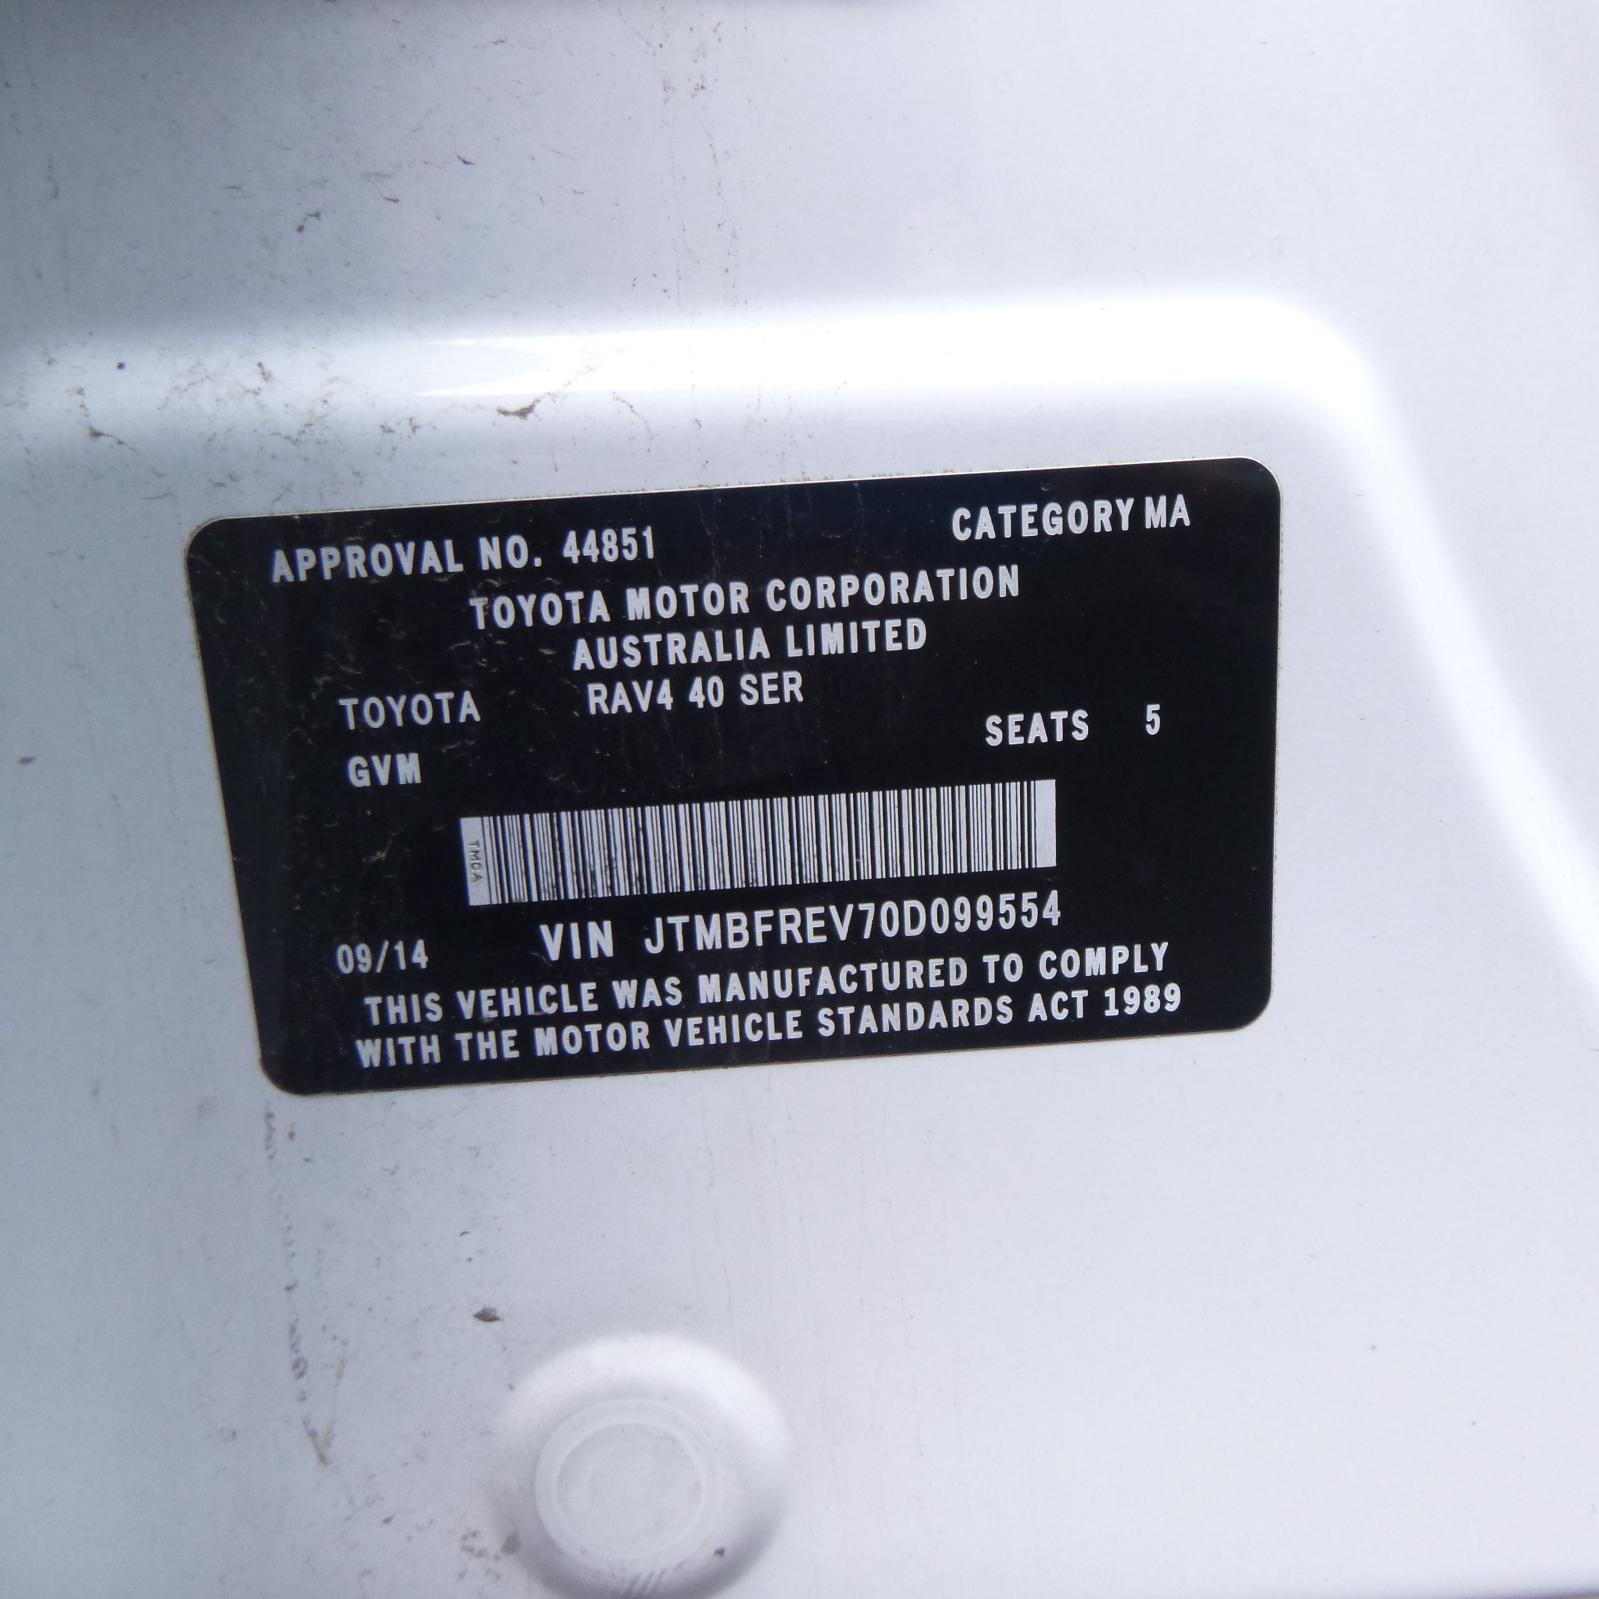 APPROVAL NO. 44851 CATEGORY MA
TOYOTA MOTOR CORPORATION
AUSTRALIA LIMITED
TOYOTA RAV4 40 SER
GVM SEATS 5
TMCA
09/14 VIN JTMBFREV70D099554
THIS VEHICLE WAS MANUFACTURED TO COMPLY
WITH THE MOTOR VEHICLE STANDARDS ACT 1989